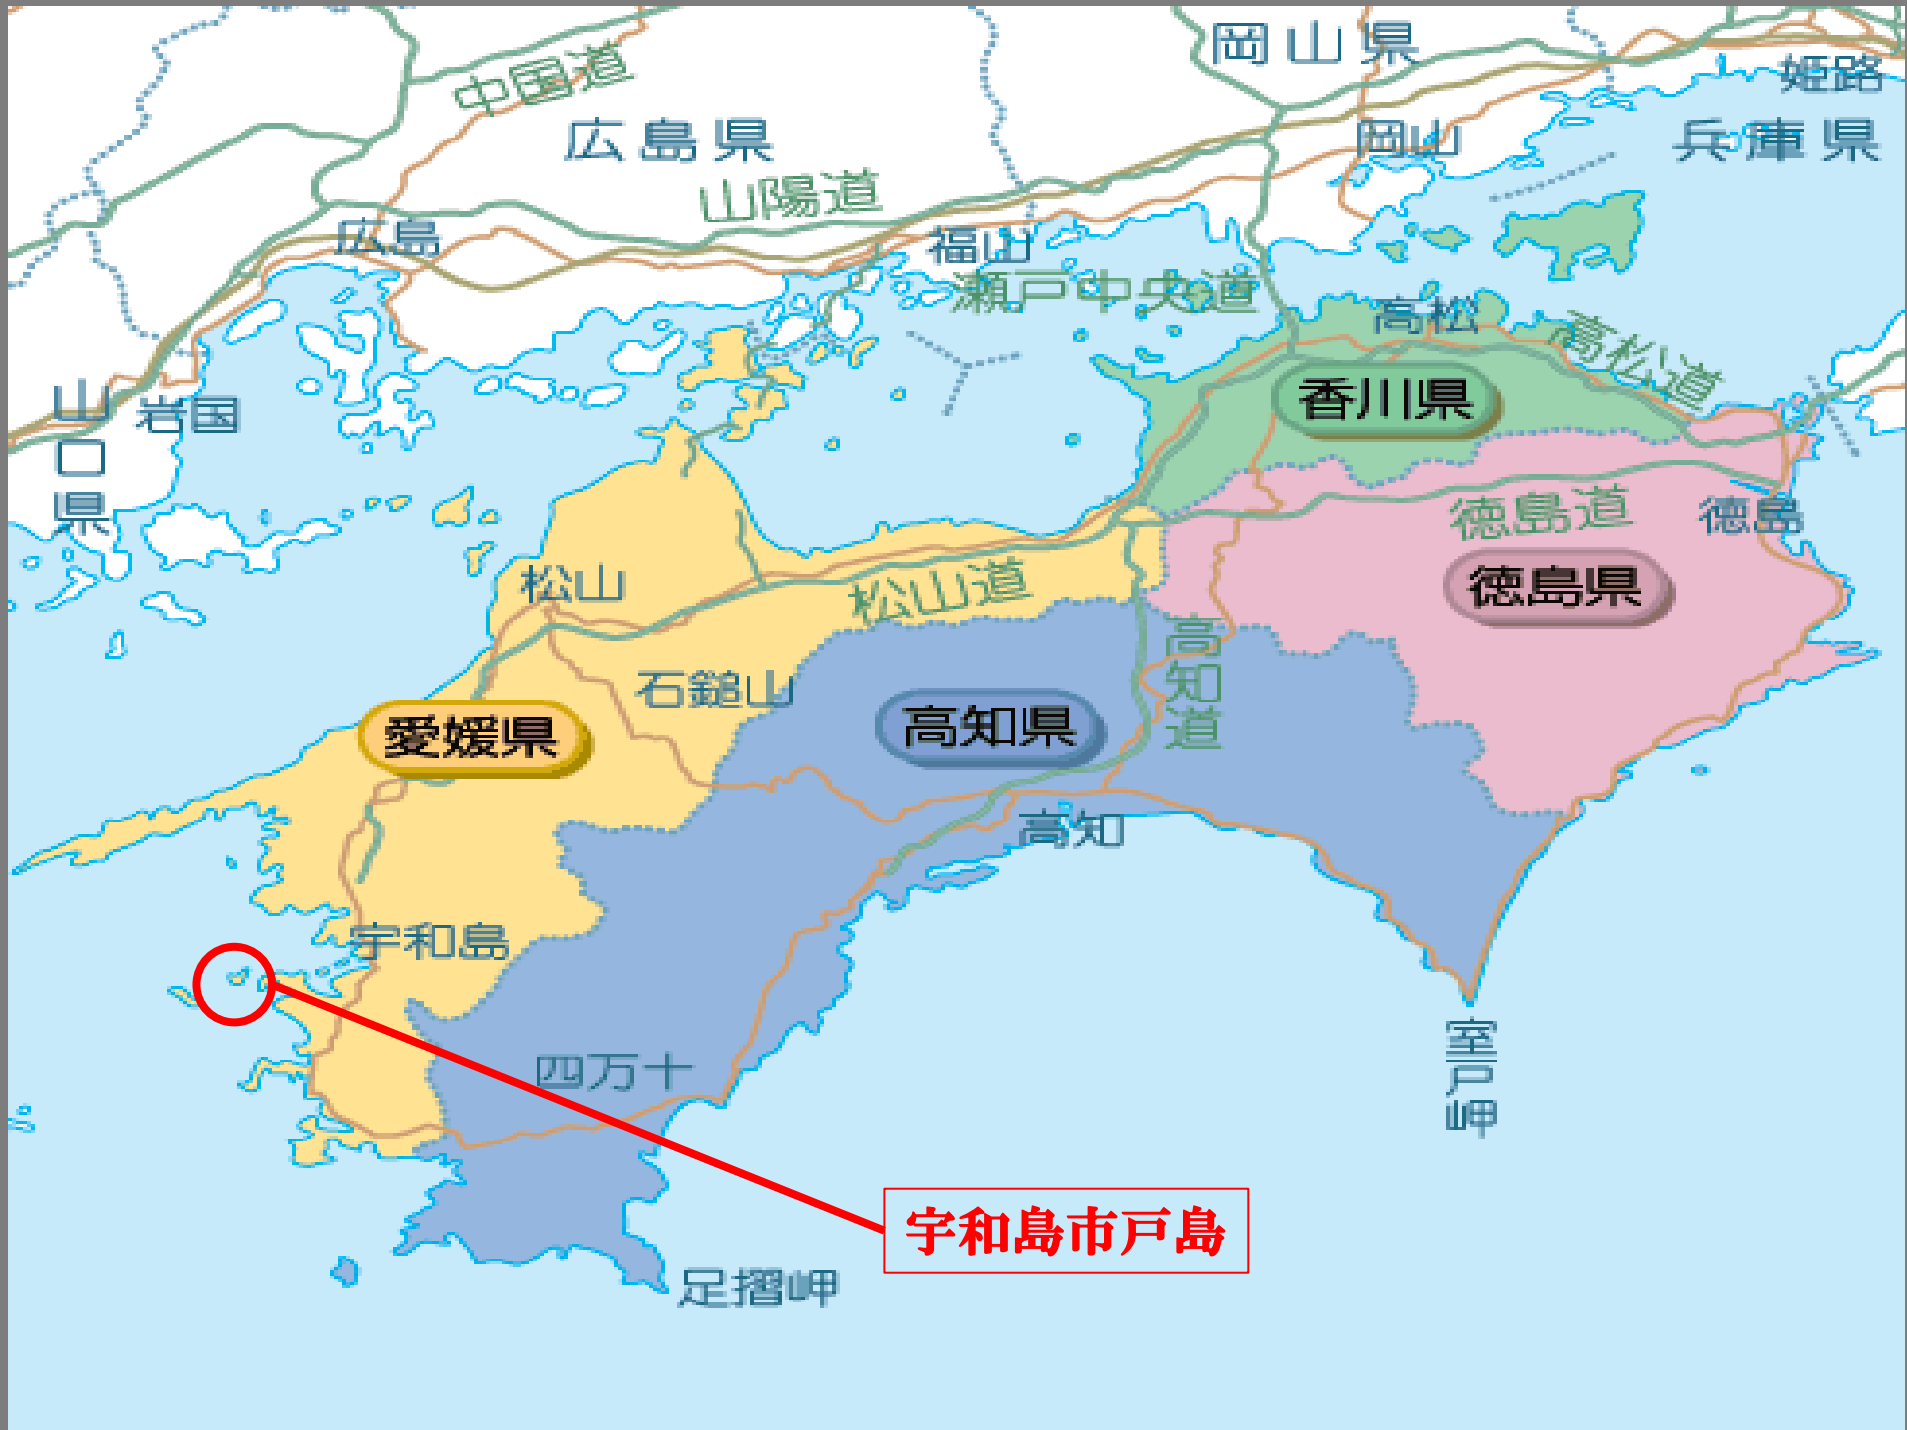 岡山県
中国道
姫路
広島県
岡山
兵庫県
山陽道
広島
福山
瀬戸中央道
高松
高松道
香川県
山口県
岩国
徳島道
徳島
松山
松山道
徳島県
高知道
石鎚山
愛媛県
高知県
高知
宇和島
四万十
室戸岬
宇和島市戸島
足摺岬